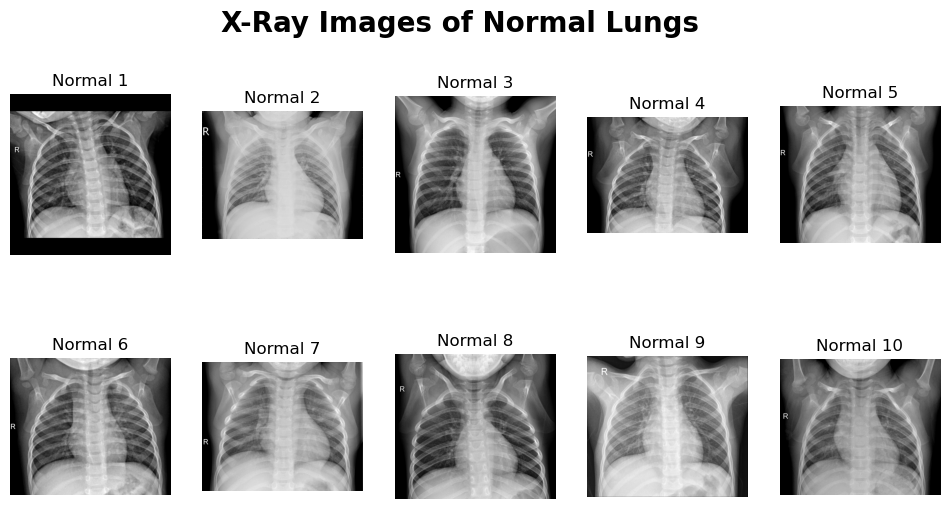 X-Ray Images of Normal Lungs
Normal 1
Normal 2
Normal 3
Normal 4
Normal 5
R
R
R
R
R
Normal 6
Normal 7
Normal 8
Normal 9
Normal 10
R
R
R
R
R